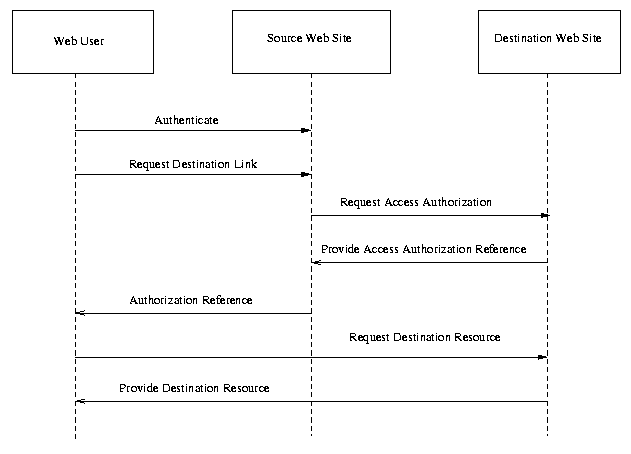 Web User
Source Web Site
Destination Web Site
Authenticate
Request Destination Link
Request Access Authorization
Provide Access Authorization Reference
Authorization Reference
Request Destination Resource
Provide Destination Resource